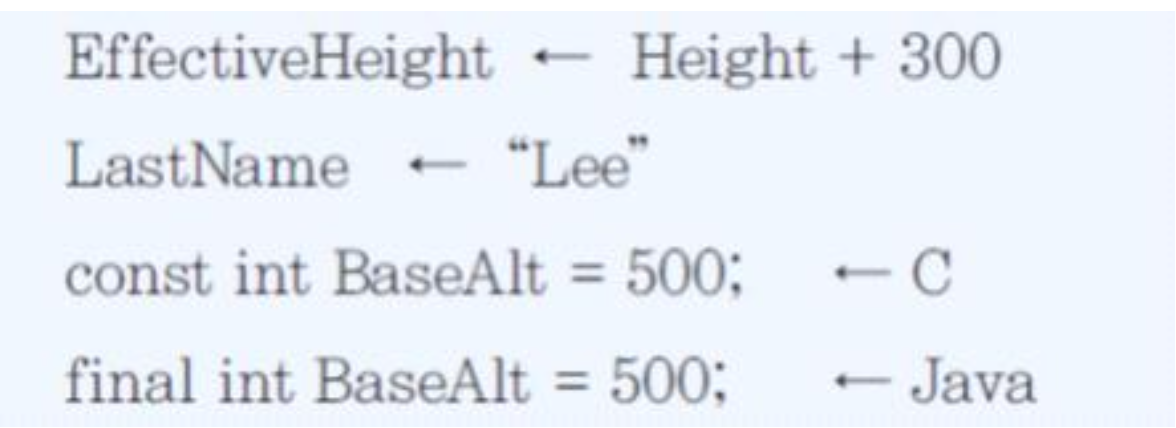 EffectiveHeight ← Height + 300
LastName ← “Lee”
const int BaseAlt = 500; ← C
final int BaseAlt = 500; ← Java